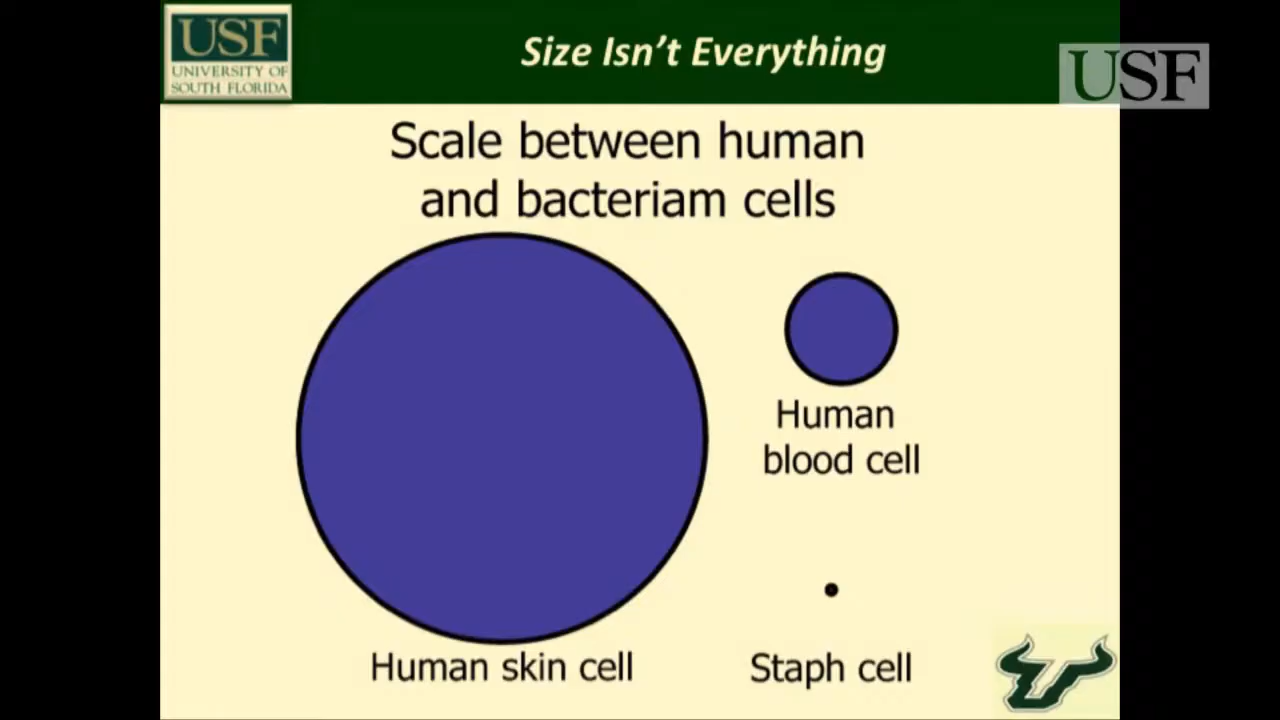 USF
UNIVERSITY OF
SOUTH FLORIDA
Size Isn't Everything
USF
Scale between human
and bacteriam cells
Human
blood cell
Human skin cell
Staph cell